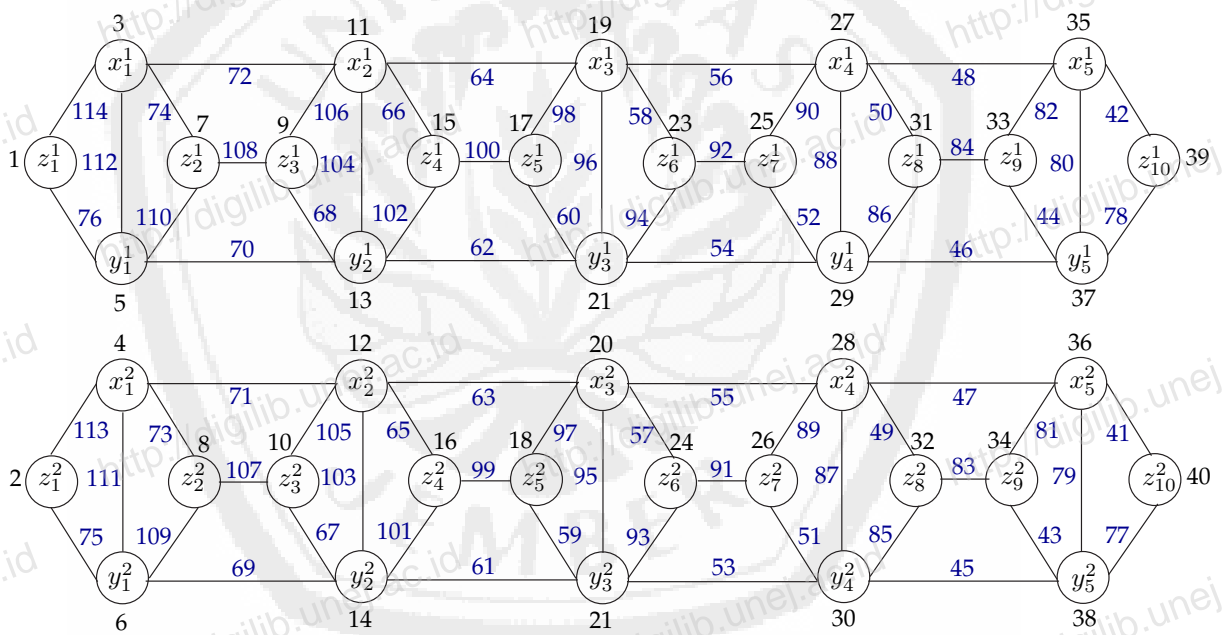 3 11 19 27 35
x_1^1 72 x_2^1 64 x_3^1 56 x_4^1 48 x_5^1
114 74 106 66 98 58 90 50 82 42
7 9 15 17 23 25 31 33
1 z_1^1 112 z_2^1 108 z_3^1 104 z_4^1 100 z_5^1 96 z_6^1 92 z_7^1 88 z_8^1 84 z_9^1 80 z_{10}^1 39
76 110 68 102 60 94 52 86 44 78
y_1^1 70 y_2^1 62 y_3^1 54 y_4^1 46 y_5^1
5 13 21 29 37
4 12 20 28 36
x_1^2 71 x_2^2 63 x_3^2 55 x_4^2 47 x_5^2
113 73 105 65 97 57 89 49 81 41
8 10 16 18 24 26 32 34
2 z_1^2 111 z_2^2 107 z_3^2 103 z_4^2 99 z_5^2 95 z_6^2 91 z_7^2 87 z_8^2 83 z_9^2 79 z_{10}^2 40
75 109 67 101 59 93 51 85 43 77
y_1^2 69 y_2^2 61 y_3^2 53 y_4^2 45 y_5^2
6 14 21 30 38
http://digilib.unej.ac.id